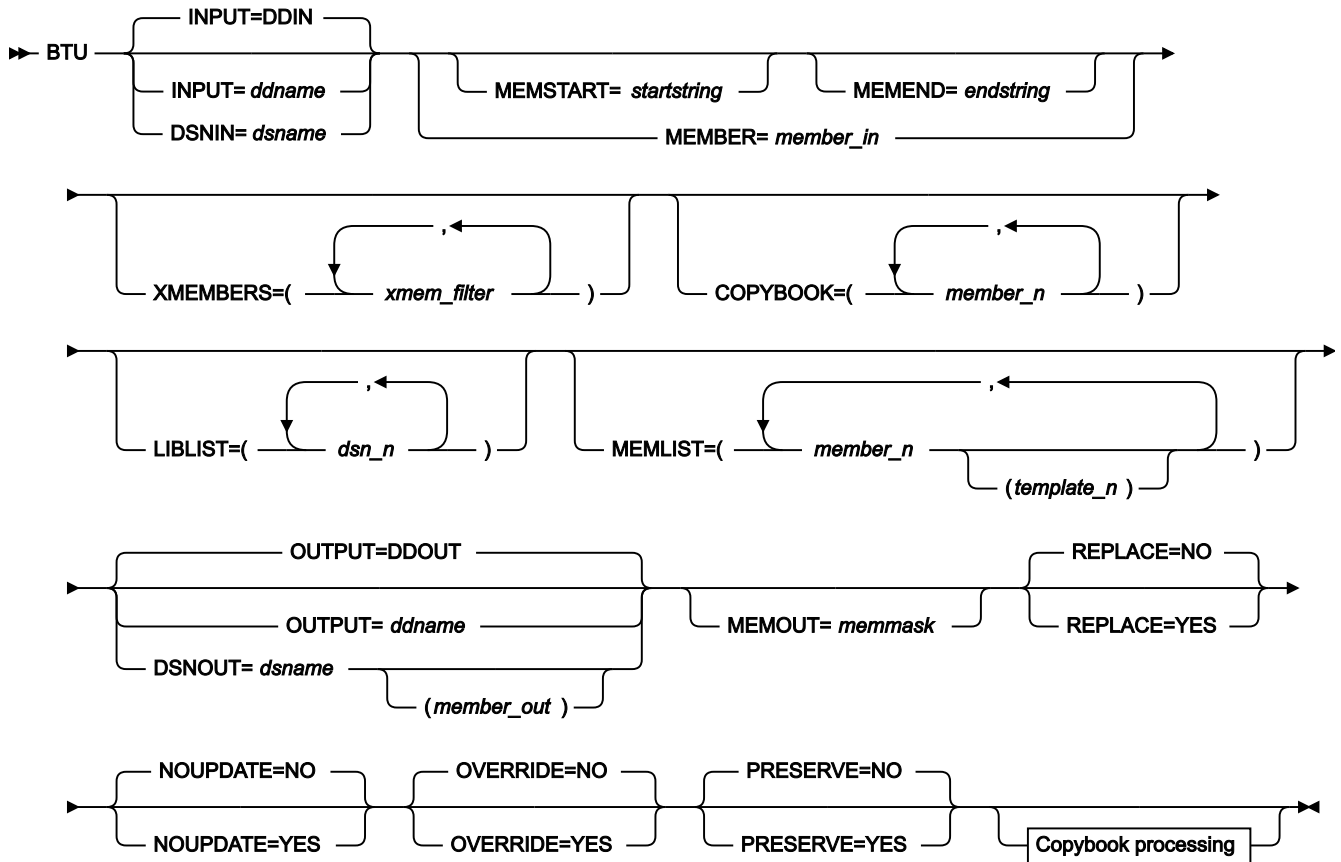 INPUT=DDIN
BTU
INPUT= ddname
MEMSTART= startstring
MEMEND= endstring
DSNIN= dsname
MEMBER= member_in
, ,
XMEMBERS=( xmem_filter ) COPYBOOK=( member_n )
, ,
LIBLIST=( dsn_n ) MEMLIST=( member_n )
(template_n )
OUTPUT=DDOUT REPLACE=NO
OUTPUT= ddname MEMOUT= memmask REPLACE=YES
DSNOUT= dsname
(member_out )
NOUPDATE=NO OVERRIDE=NO PRESERVE=NO
NOUPDATE=YES OVERRIDE=YES PRESERVE=YES Copybook processing